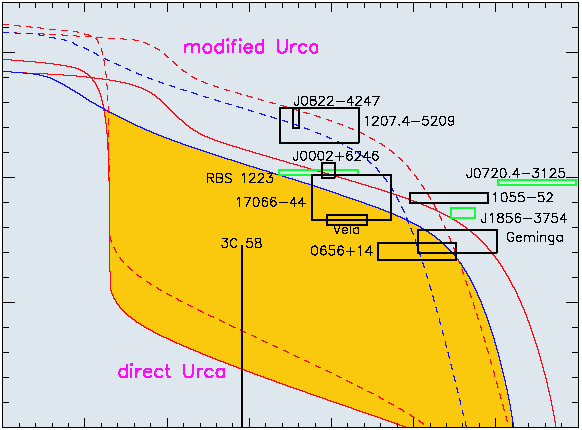 modified Urca
J0822-4247
1207.4-5209
J0002+6246
RBS 1223
J0720.4-3125
17066-44
1055-52
J1856-3754
Vela
Geminga
3C 58
0656+14
direct Urca